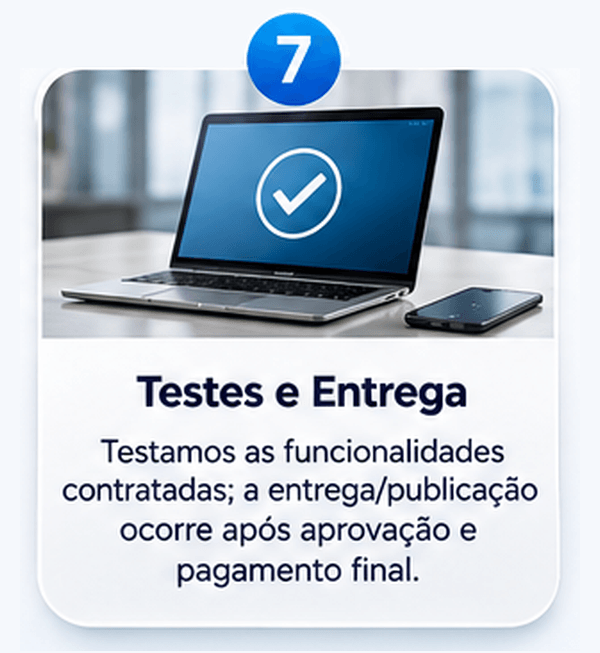 7
Testes e Entrega
Testamos as funcionalidades
contratadas; a entrega/publicação
ocorre após aprovação e
pagamento final.